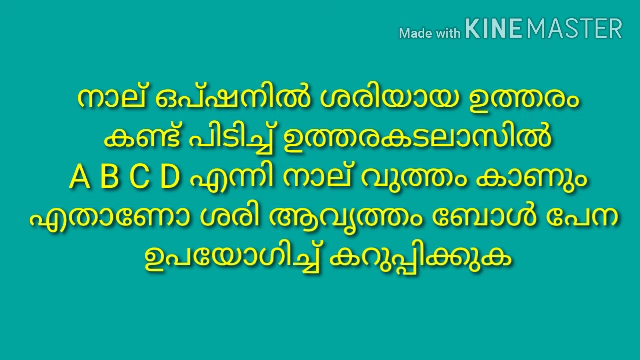 Made with KINEMASTER
നാല് ഒപ്ഷനിൽ ശരിയായ ഉത്തരം
കണ്ട് പിടിച്ച് ഉത്തരകടലാസിൽ
A B C D എന്നി നാല് വുത്തം കാണും
എതാണോ ശരി ആവൃത്തം ബോൾ പേന
ഉപയോഗിച്ച് കറുപ്പിക്കുക